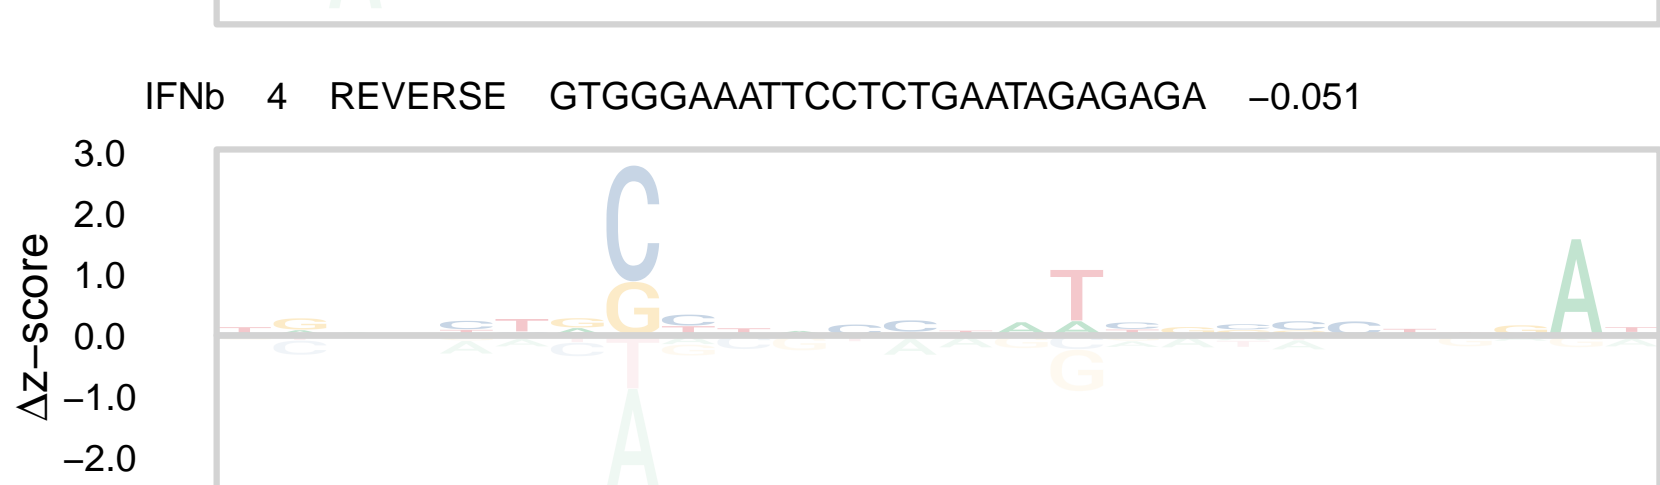 IFNb 4 REVERSE GTGGGAAATTCCTCTGAATAGAGAGA −0.051
3.0
2.0
1.0
0.0
−1.0
−2.0
Δz−score
C
G
T
A
T
G
A